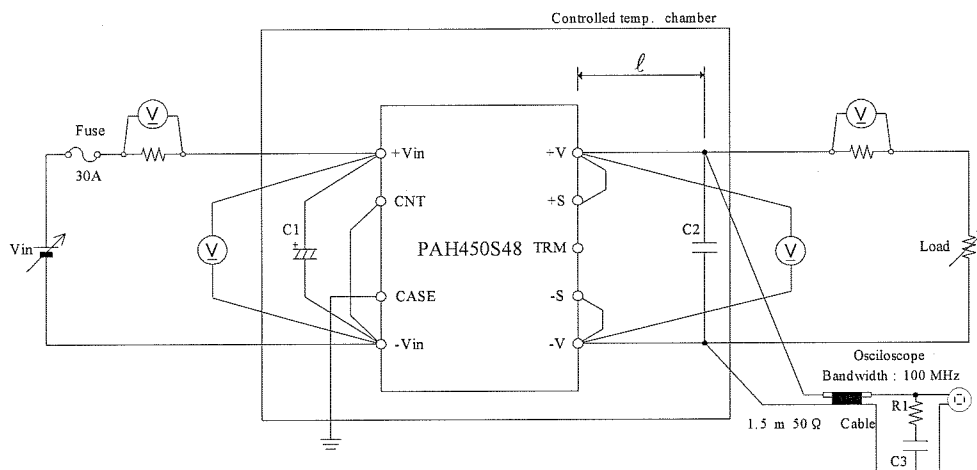 Controlled temp. chamber
ℓ
V
V
Fuse
30A
+Vin
+V
CNT
+S
Vin
V
C1
+
PAH450S48
TRM
C2
V
Load
CASE
-S
-Vin
-V
Osciloscope
Bandwidth : 100 MHz
R1
1.5 m 50Ω Cable
C3